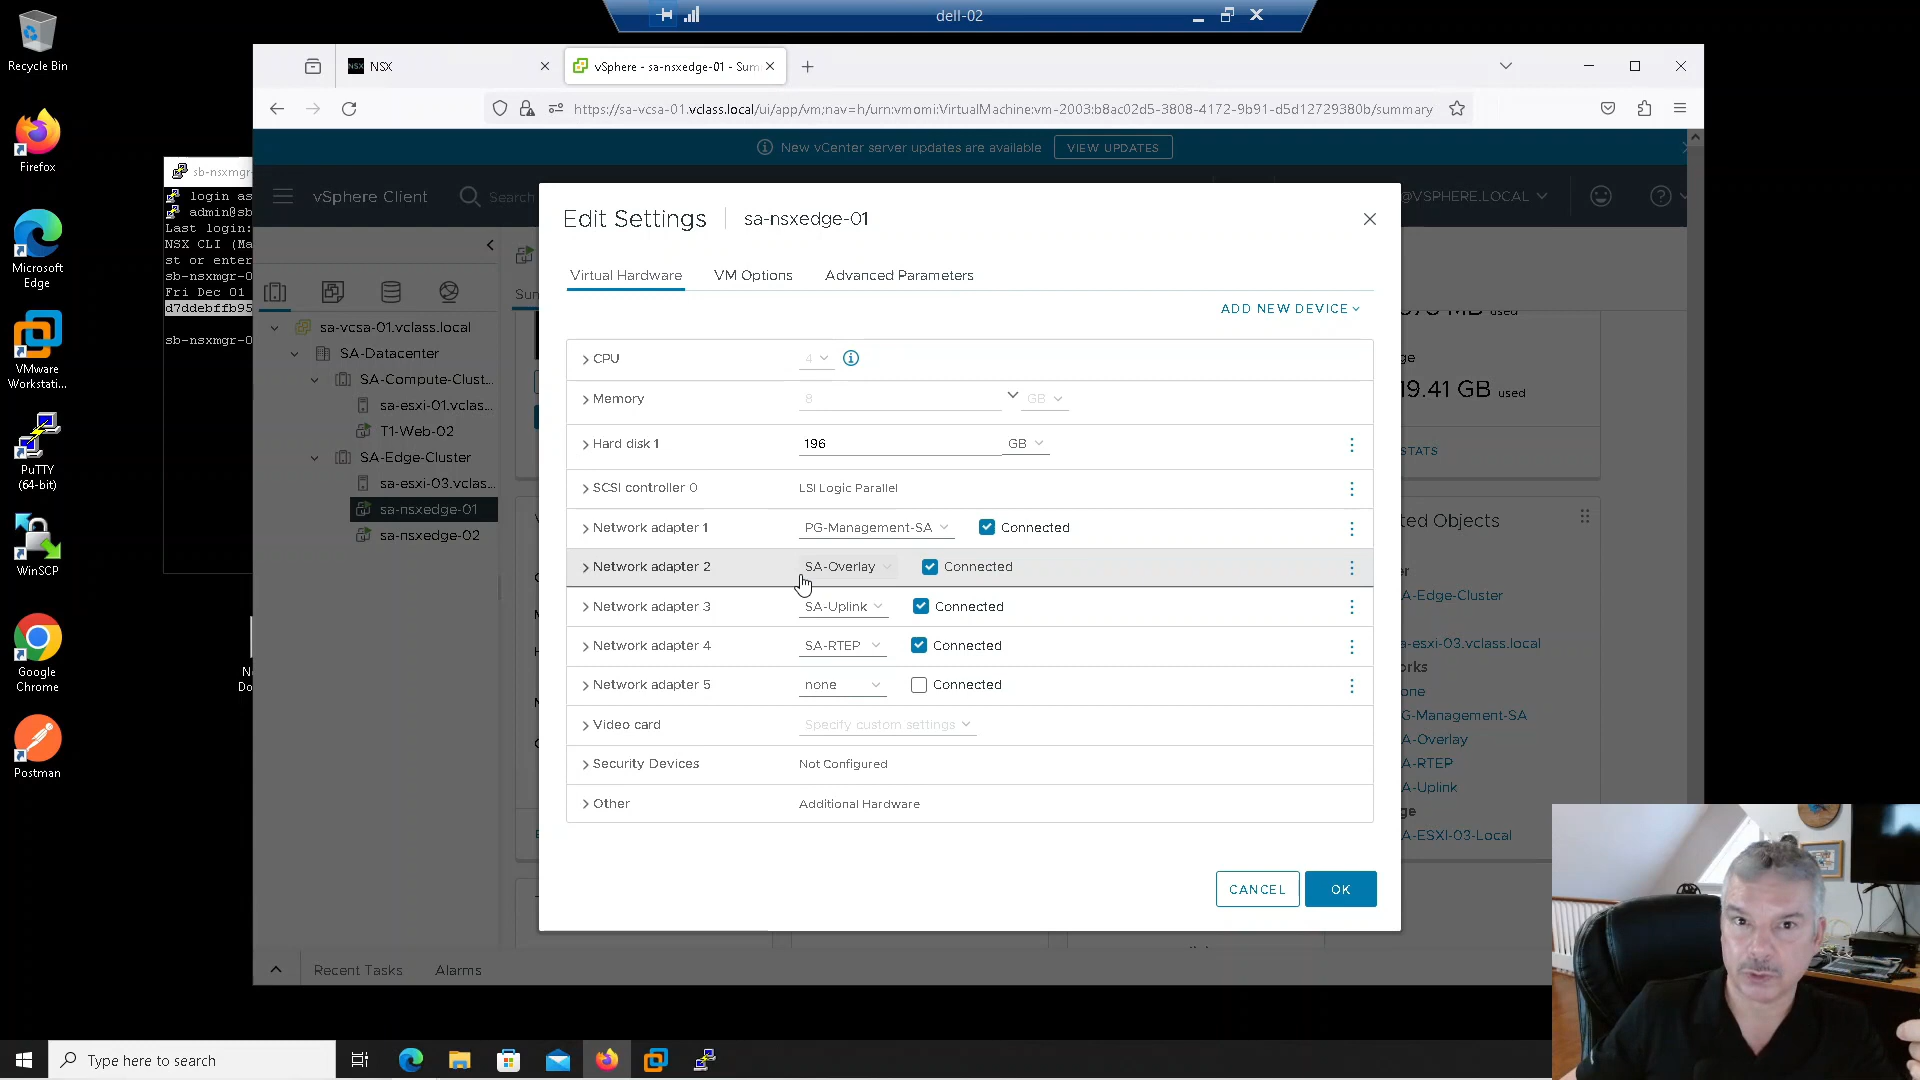 dell-02
Recycle Bin
Firefox
Microsoft
Edge
VMware
Workstati...
PuTTY
(64-bit)
WinSCP
Google
Chrome
Postman
sb-nsxmgr-
login as
admin@sb
Last login:
NSX CLI (Ma
st or enter
sb-nsxmgr-0
Fri Dec 01
d7ddebffb95
sb-nsxmgr-0
NSX
vSphere - sa-nsxedge-01 - Sum
https://sa-vcsa-01.vclass.local/ui/app/vm;nav=h/urn:vmomi:VirtualMachine:vm-2003:b8ac02d5-3808-4172-9b91-d5d12729380b/summary
New vCenter server updates are available
VIEW UPDATES
vSphere Client
Search
@VSPHERE.LOCAL
sa-vcsa-01.vclass.local
SA-Datacenter
SA-Compute-Clust...
sa-esxi-01.vclas...
T1-Web-02
SA-Edge-Cluster
sa-esxi-03.vclas...
sa-nsxedge-01
sa-nsxedge-02
Edit Settings
sa-nsxedge-01
Virtual Hardware
VM Options
Advanced Parameters
ADD NEW DEVICE
CPU
4
Memory
8
GB
Hard disk 1
196
GB
SCSI controller 0
LSI Logic Parallel
Network adapter 1
PG-Management-SA
Connected
Network adapter 2
SA-Overlay
Connected
Network adapter 3
SA-Uplink
Connected
Network adapter 4
SA-RTEP
Connected
Network adapter 5
none
Connected
Video card
Specify custom settings
Security Devices
Not Configured
Other
Additional Hardware
CANCEL
OK
used
19.41 GB used
STATS
ted Objects
A-Edge-Cluster
a-esxi-03.vclass.local
rks
one
G-Management-SA
A-Overlay
A-RTEP
A-Uplink
ge
A-ESXI-03-Local
Recent Tasks
Alarms
Type here to search